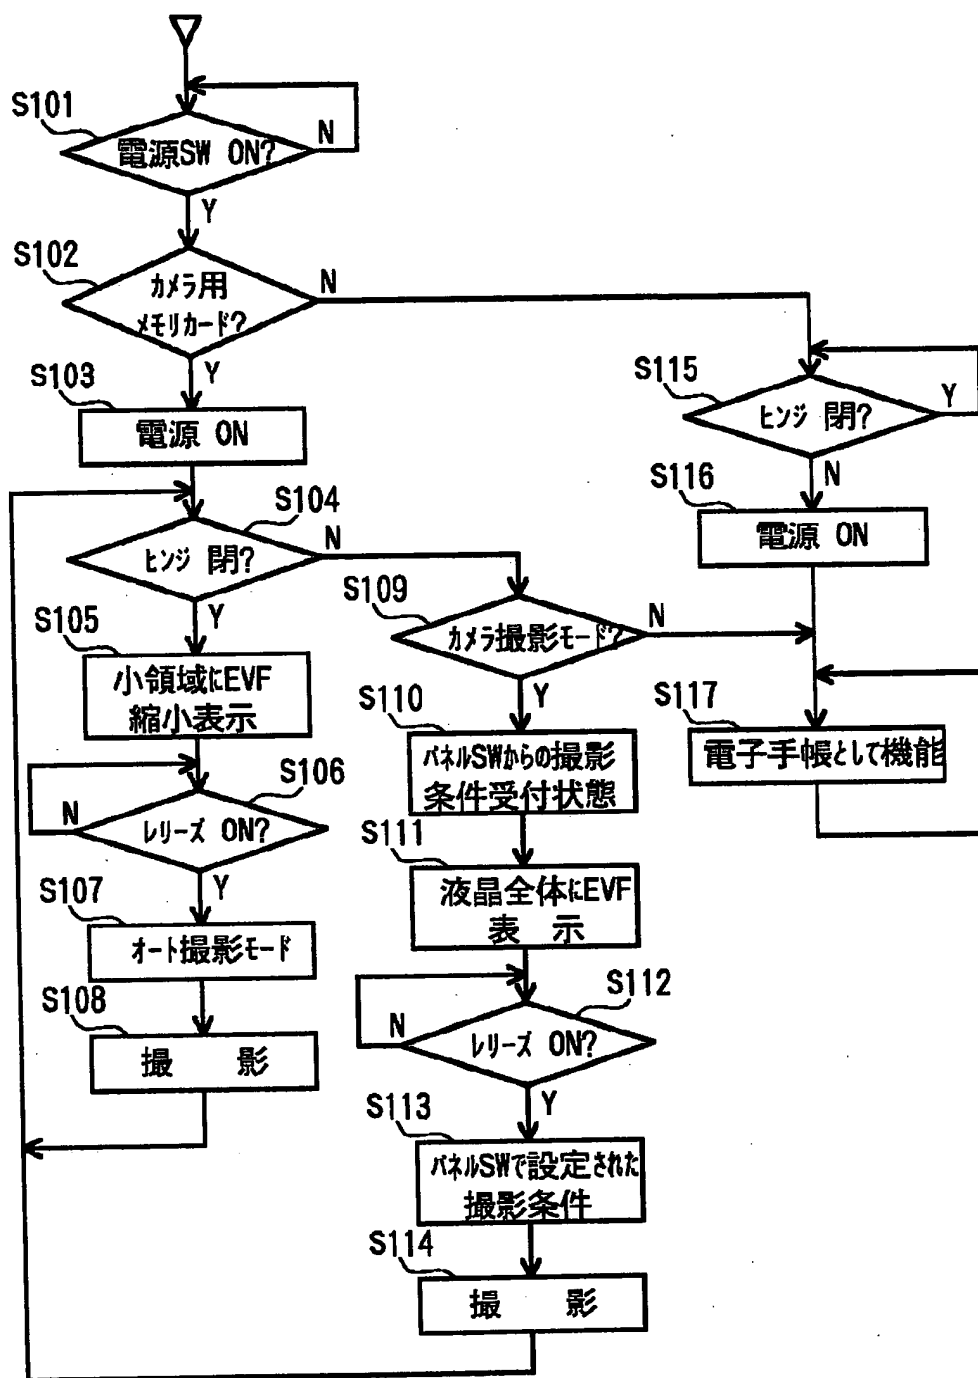 S101
電源SW ON?
N
Y
S102
カメラ用
メモリカード?
N
Y
S103
電源 ON
S104
ヒンジ 閉?
N
Y
S105
小領域にEVF
縮小表示
S106
レリーズ ON?
N
Y
S107
オート撮影モード
S108
撮 影
S109
カメラ撮影モード?
N
Y
S110
パネルSWからの撮影
条件受付状態
S111
液晶全体にEVF
表 示
S112
レリーズ ON?
N
Y
S113
パネルSWで設定された
撮影条件
S114
撮 影
S115
ヒンジ 閉?
Y
N
S116
電源 ON
S117
電子手帳として機能